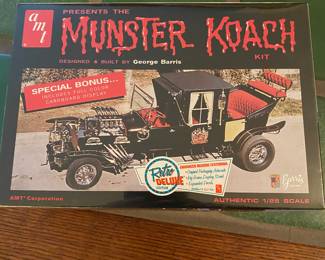 amt
PRESENTS THE
MUNSTER KOACH
KIT
DESIGNED & BUILT BY George Barris
SPECIAL BONUS...
INCLUDES FULL COLOR
CARDBOARD DISPLAY
Retro
DELUXE
Barris
AMT Corporation
AUTHENTIC 1/25 SCALE